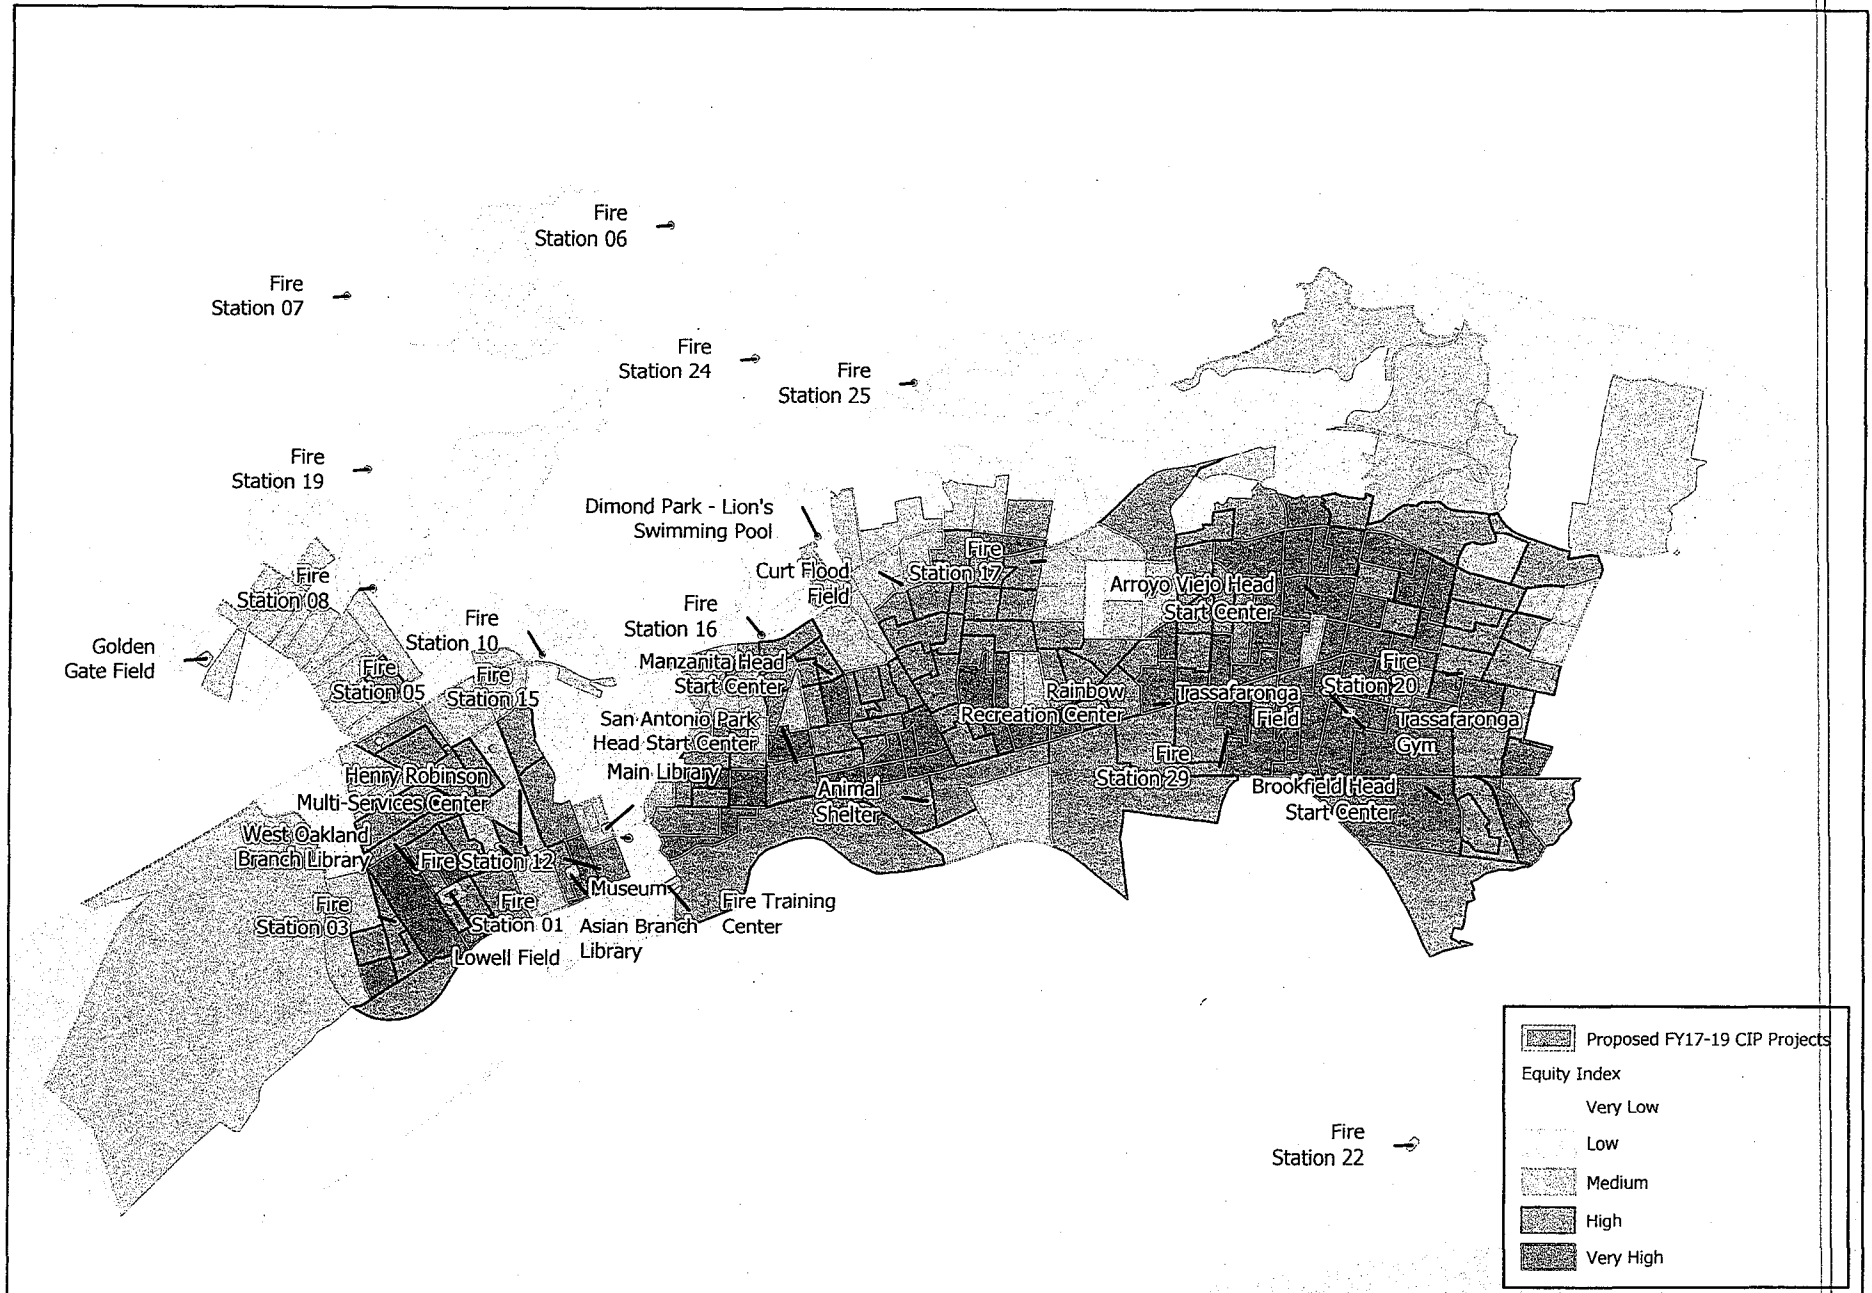 Fire
Station 06
Fire
Station 07
Fire
Station 24
Fire
Station 25
Fire
Station 19
Dimond Park - Lion's
Swimming Pool
Fire
Station 17
Curt Flood
Field
Arroyo Viejo Head
Start Center
Fire
Station 08
Fire
Station 16
Fire
Station 10
Golden
Gate Field
Manzanita Head
Start Center
Fire
Station 05
Fire
Station 15
Fire
Station 20
Rainbow
Recreation Center
Tassafaronga
Field
Tassafaronga
Gym
San Antonio Park
Head Start Center
Main Library
Fire
Station 29
Henry Robinson
Multi-Services Center
Animal
Shelter
Brookfield Head
Start Center
West Oakland
Branch Library
Fire Station 12
Museum
Fire
Station 03
Fire
Station 01
Fire Training
Center
Asian Branch
Library
Lowell Field
Fire
Station 22
Proposed FY17-19 CIP Projects
Equity Index
Very Low
Low
Medium
High
Very High